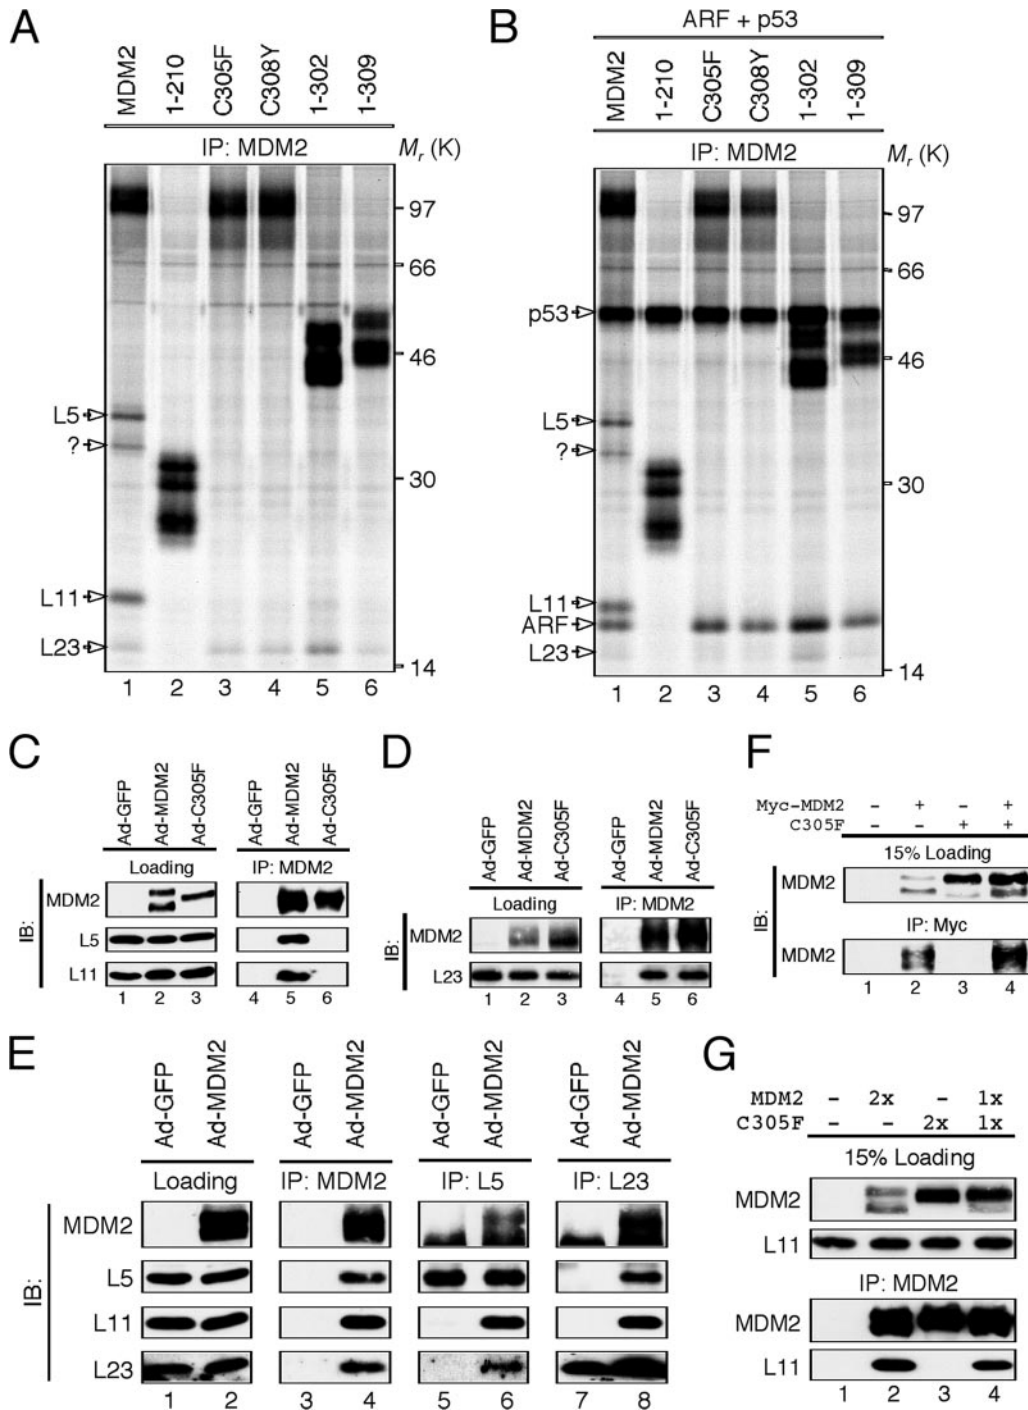 A
MDM2 1-210 C305F C308Y 1-302 1-309
IP: MDM2
Mr (K)
97
66
46
L5
?
30
L11
L23
14
1 2 3 4 5 6
B
ARF + p53
MDM2 1-210 C305F C308Y 1-302 1-309
IP: MDM2
Mr (K)
97
66
p53
46
L5
?
30
L11
ARF
L23
14
1 2 3 4 5 6
C
Ad-GFP Ad-MDM2 Ad-C305F Ad-GFP Ad-MDM2 Ad-C305F
Loading IP: MDM2
IB:
MDM2
L5
L11
1 2 3 4 5 6
D
Ad-GFP Ad-MDM2 Ad-C305F Ad-GFP Ad-MDM2 Ad-C305F
Loading IP: MDM2
IB:
MDM2
L23
1 2 3 4 5 6
F
Myc-MDM2 - + - +
C305F - - + +
15% Loading
IB:
MDM2
IP: Myc
MDM2
1 2 3 4
E
Ad-GFP Ad-MDM2 Ad-GFP Ad-MDM2 Ad-GFP Ad-MDM2 Ad-GFP Ad-MDM2
Loading IP: MDM2 IP: L5 IP: L23
IB:
MDM2
L5
L11
L23
1 2 3 4 5 6 7 8
G
MDM2 - 2x - 1x
C305F - - 2x 1x
15% Loading
MDM2
L11
IP: MDM2
MDM2
L11
1 2 3 4